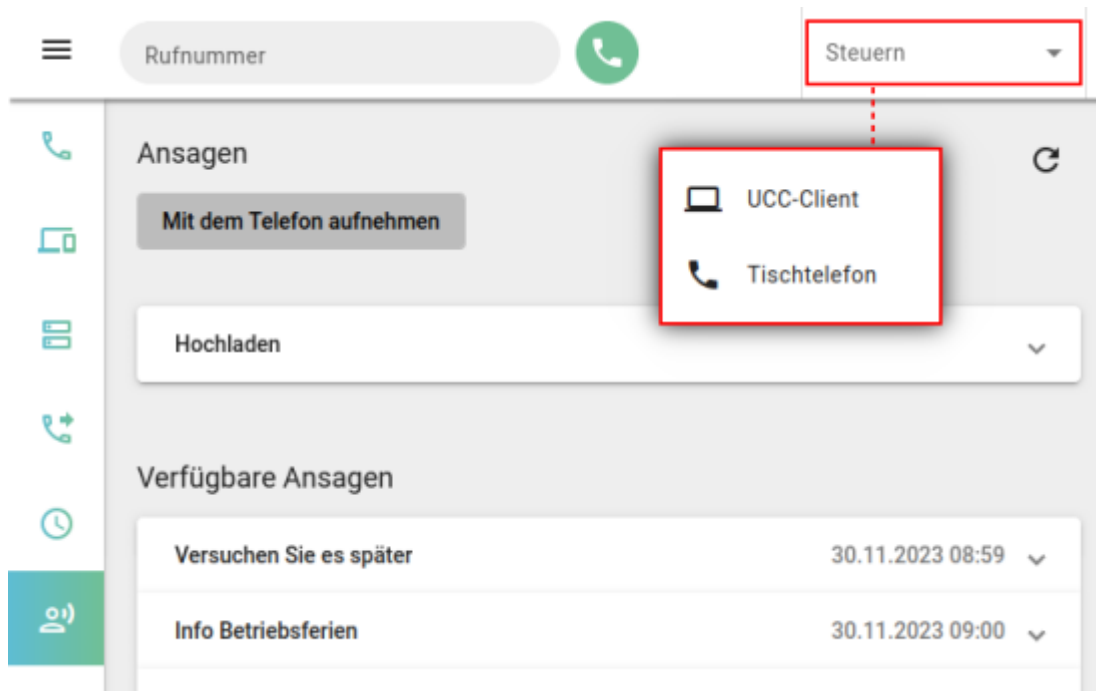 Rufnummer
Steuern
Ansagen
UCC-Client
Mit dem Telefon aufnehmen
Tischtelefon
Hochladen
Verfügbare Ansagen
Versuchen Sie es später 30.11.2023 08:59
Info Betriebsferien 30.11.2023 09:00